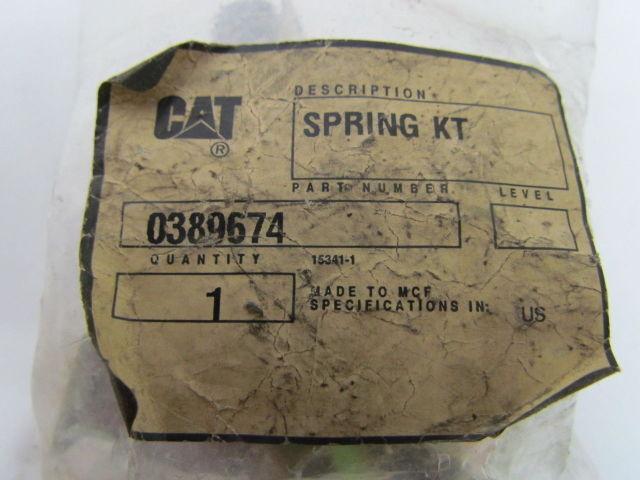 CAT®
DESCRIPTION
SPRING KT
PART NUMBER LEVEL
0389674
QUANTITY 15341-1
1
MADE TO MCF
SPECIFICATIONS IN: US